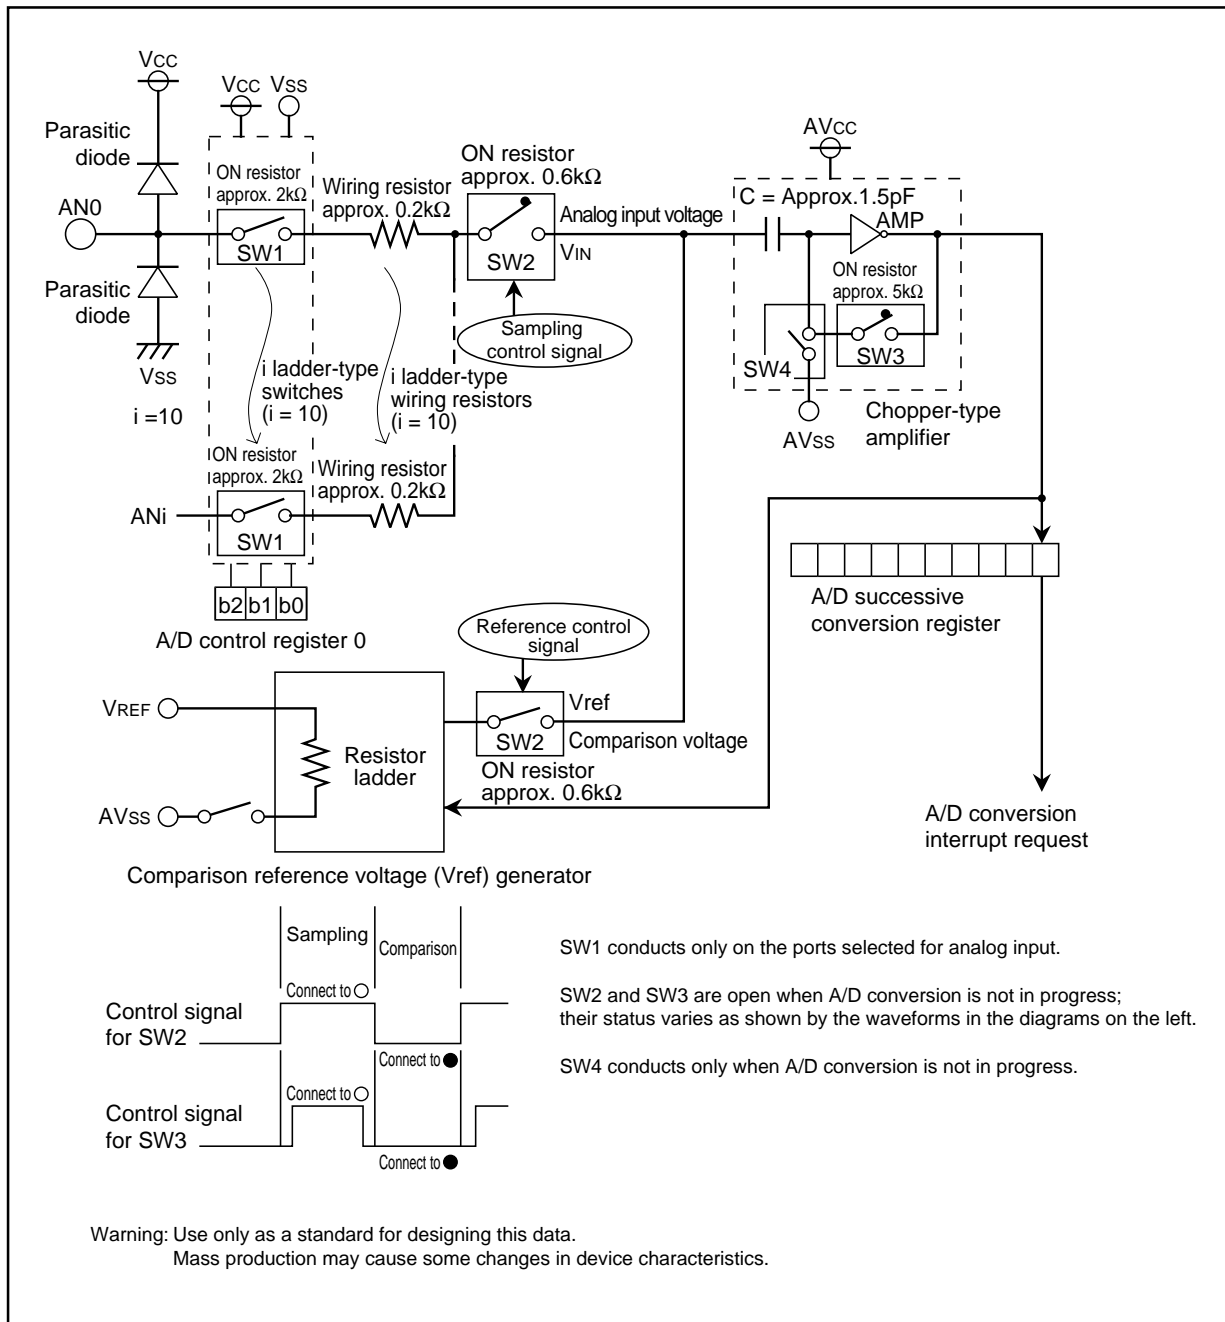 VCC
VCC
VSS
Parasitic
diode
AN0
Parasitic
diode
VSS
i =10
ON resistor
approx. 2kΩ
SW1
Wiring resistor
approx. 0.2kΩ
ON resistor
approx. 0.6kΩ
SW2
Analog input voltage
VIN
Sampling
control signal
AVCC
C = Approx.1.5pF
AMP
ON resistor
approx. 5kΩ
SW3
SW4
AVSS
Chopper-type
amplifier
i ladder-type
switches
(i = 10)
i ladder-type
wiring resistors
(i = 10)
ON resistor
approx. 2kΩ
Wiring resistor
approx. 0.2kΩ
ANi
SW1
b2 b1 b0
A/D control register 0
A/D successive
conversion register
Reference control
signal
VREF
Resistor
ladder
Vref
SW2
Comparison voltage
ON resistor
approx. 0.6kΩ
AVSS
A/D conversion
interrupt request
Comparison reference voltage (Vref) generator
Sampling
Comparison
Connect to ○
Control signal
for SW2
Connect to ●
Connect to ○
Control signal
for SW3
Connect to ●
SW1 conducts only on the ports selected for analog input.
SW2 and SW3 are open when A/D conversion is not in progress;
their status varies as shown by the waveforms in the diagrams on the left.
SW4 conducts only when A/D conversion is not in progress.
Warning: Use only as a standard for designing this data.
Mass production may cause some changes in device characteristics.